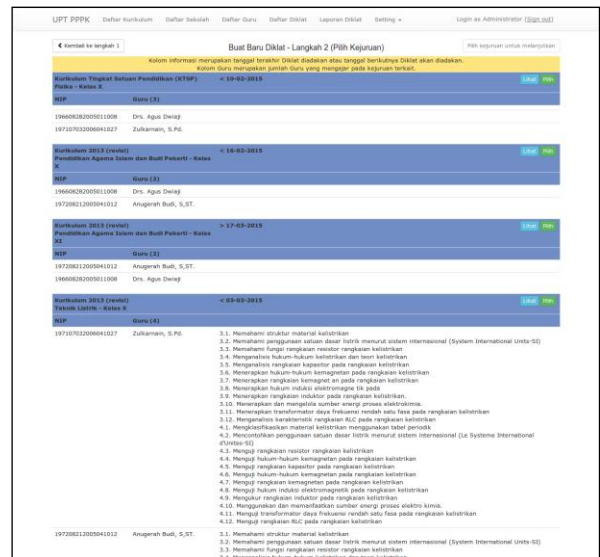 UPT PPPK Daftar Kurikulum Daftar Sekolah Daftar Guru Daftar Diklat Laporan Diklat Setting Login as Administrator (Sign out)
Kembali ke langkah 1 Buat Baru Diklat - Langkah 2 (Pilih Kejuruan) Pilih kejuruan untuk melanjutkan
Kolom informasi merupakan tanggal terakhir Diklat diadakan atau tanggal berikutnya Diklat akan diadakan.
Kolom Guru merupakan jumlah Guru yang mengajar pada kejuruan terkait.
Kurikulum Tingkat Satuan Pendidikan (KTSP) < 10-02-2015 Lihat Pilih
Fisika - Kelas X
NIP Guru (2)
196608282005011008 Drs. Agus Dwiaji
197107032006041027 Zulkarnain, S.Pd.
Kurikulum 2013 (revisi) < 16-02-2015 Lihat Pilih
Pendidikan Agama Islam dan Budi Pekerti - Kelas
X
NIP Guru (2)
196608282005011008 Drs. Agus Dwiaji
197208212005041012 Anugerah Budi, S,ST.
Kurikulum 2013 (revisi) > 17-03-2015 Lihat Pilih
Pendidikan Agama Islam dan Budi Pekerti - Kelas
XI
NIP Guru (2)
197208212005041012 Anugerah Budi, S,ST.
196608282005011008 Drs. Agus Dwiaji
Kurikulum 2013 (revisi) < 03-03-2015 Lihat Pilih
Teknik Listrik - Kelas X
NIP Guru (4)
197107032006041027 Zulkarnain, S.Pd. 3.1. Memahami struktur material kelistrikan
3.2. Memahami penggunaan satuan dasar listrik menurut sistem internasional (System International Units-SI)
3.3. Memahami fungsi rangkaian resistor rangkaian kelistrikan
3.4. Menganalisis hukum-hukum kelistrikan dan teori kelistrikan
3.5. Menganalisis rangkaian kapasitor pada rangkaian kelistrikan
3.6. Menerapkan hukum-hukum kemagnetan pada rangkaian kelistrikan
3.7. Menerapkan rangkaian kemagnet an pada rangkaian kelistrikan
3.8. Menerapkan hukum induksi elektromagne tik pada
3.9. Menerapkan rangkaian induktor pada rangkaian kelistrikan.
3.10. Menerapkan dan mengelola sumber energi proses elektrokimia.
3.11. Menerapkan transformator daya frekuensi rendah satu fasa pada rangkaian kelistrikan
3.12. Menganalisis karakteristik rangkaian RLC pada rangkaian kelistrikan
4.1. Mengklasifikasikan material kelistrikan menggunakan tabel periodik
4.2. Mencontohkan penggunaan satuan dasar listrik menurut sistem internasional (Le Systeme International
d'Unites-SI)
4.3. Menguji rangkaian resistor rangkaian kelistrikan
4.4. Menguji hukum-hukum kemagnetan pada rangkaian kelistrikan
4.5. Menguji rangkaian kapasitor pada rangkaian kelistrikan
4.6. Menguji hukum-hukum kemagnetan pada rangkaian kelistrikan
4.7. Menguji rangkaian kemagnetan pada rangkaian kelistrikan
4.8. Menguji hukum induksi elektromagnetik pada rangkaian kelistrikan
4.9. Mengukur rangkaian induktor pada rangkaian kelistrikan
4.10. Menggunakan dan memanfaatkan sumber energi proses elektro kimia.
4.11. Menguji transformator daya frekuensi rendah satu fasa pada rangkaian kelistrikan
4.12. Menguji rangkaian RLC pada rangkaian kelistrikan
197208212005041012 Anugerah Budi, S,ST. 3.1. Memahami struktur material kelistrikan
3.2. Memahami penggunaan satuan dasar listrik menurut sistem internasional (System International Units-SI)
3.3. Memahami fungsi rangkaian resistor rangkaian kelistrikan